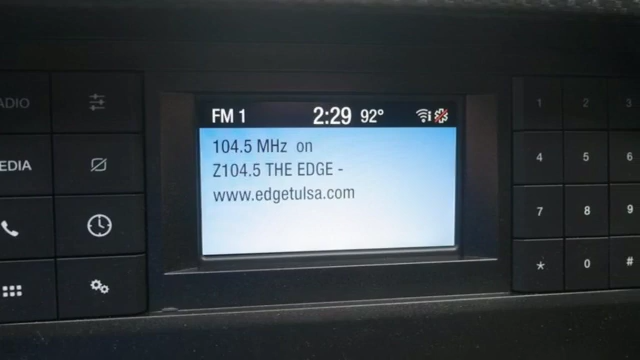 FM 1 2:29 92°
104.5 MHz on
Z104.5 THE EDGE -
www.edgetulsa.com
ADIO
EDIA
1 2 3
4 5 6
7 8 9
* 0 #